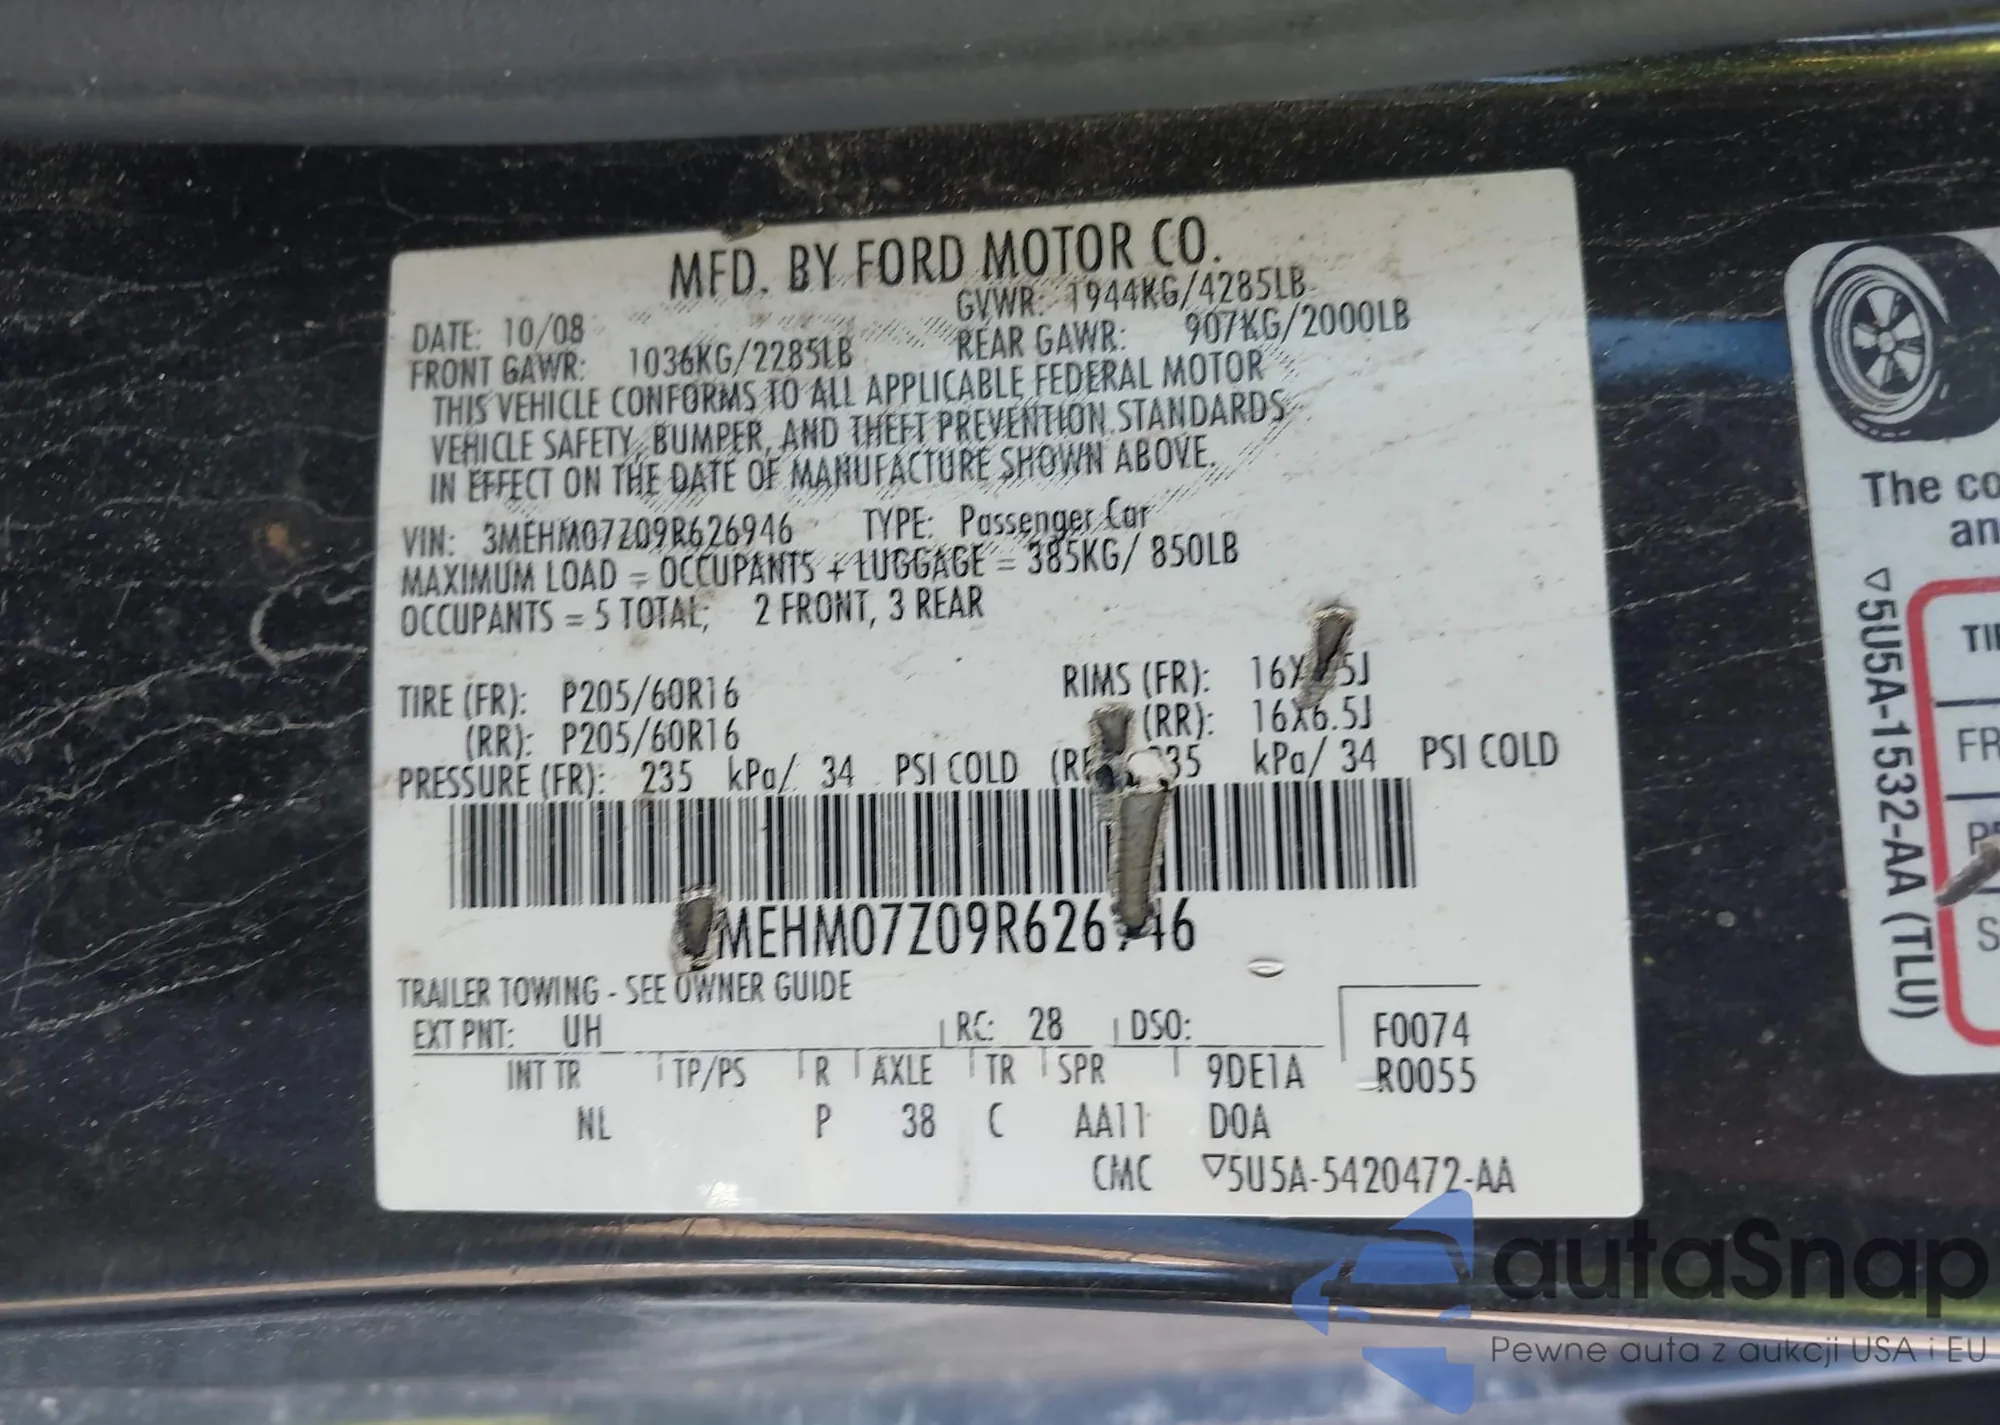 MFD. BY FORD MOTOR CO.
DATE: 10/08 GVWR: 1944KG/4285LB
FRONT GAWR: 1036KG/2285LB REAR GAWR: 907KG/2000LB
THIS VEHICLE CONFORMS TO ALL APPLICABLE FEDERAL MOTOR
VEHICLE SAFETY, BUMPER, AND THEFT PREVENTION STANDARDS
IN EFFECT ON THE DATE OF MANUFACTURE SHOWN ABOVE.
VIN: 3MEHM07Z09R626946 TYPE: Passenger Car
MAXIMUM LOAD = OCCUPANTS + LUGGAGE = 385KG/ 850LB
OCCUPANTS = 5 TOTAL; 2 FRONT, 3 REAR
TIRE (FR): P205/60R16 RIMS (FR):
(RR): P205/60R16 (RR): 16X6.5J
PRESSURE (FR): 235 kPa/ 34 PSI COLD kPa/ 34 PSI COLD
TRAILER TOWING - SEE OWNER GUIDE
EXT PNT: UH RC: 28 DSO: F0074
INT TR TP/PS R AXLE TR SPR 9DE1A R0055
NL P 38 C AA11 D0A
CMC ▽5U5A-5420472-AA
The
▽5U5A-1532-AA (TLU)
autaSnap
Pewne auta z aukcji USA i EU